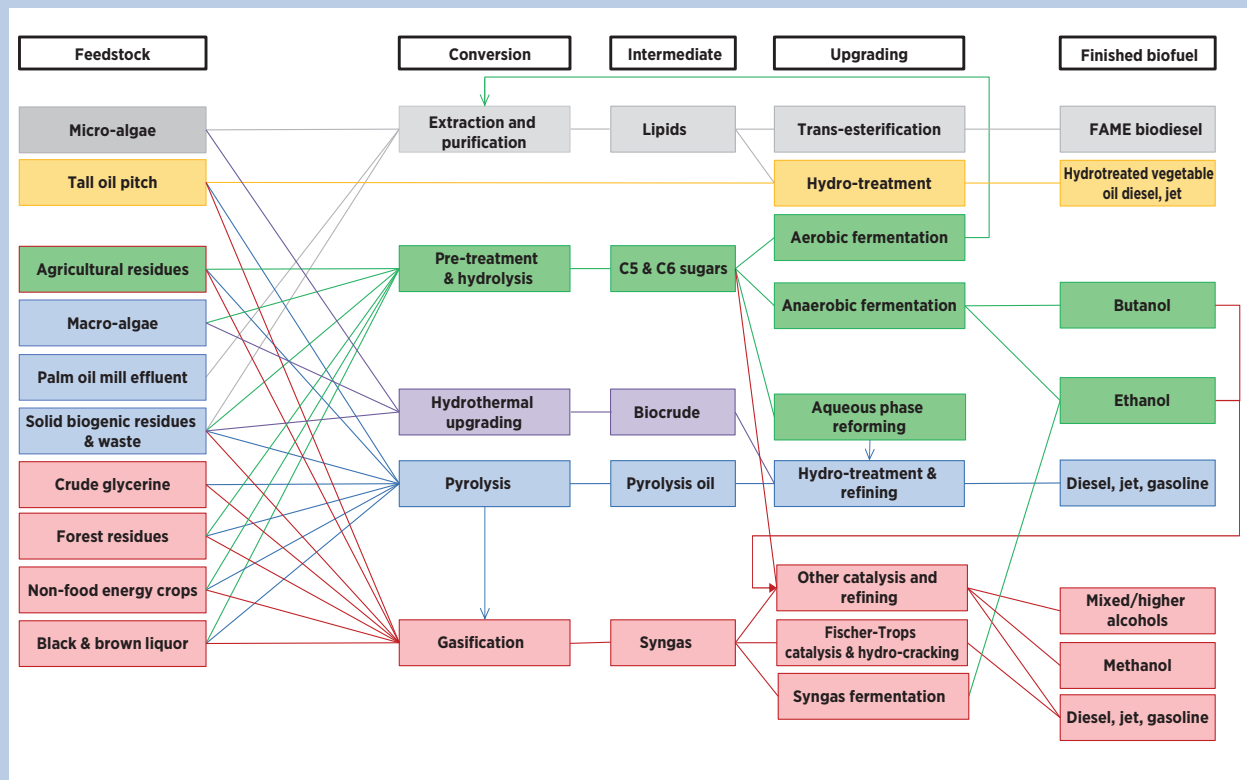 Feedstock
Conversion
Intermediate
Upgrading
Finished biofuel
Micro-algae
Tall oil pitch
Agricultural residues
Macro-algae
Palm oil mill effluent
Solid biogenic residues
& waste
Crude glycerine
Forest residues
Non-food energy crops
Black & brown liquor
Extraction and
purification
Pre-treatment
& hydrolysis
Hydrothermal
upgrading
Pyrolysis
Gasification
Lipids
C5 & C6 sugars
Biocrude
Pyrolysis oil
Syngas
Trans-esterification
Hydro-treatment
Aerobic fermentation
Anaerobic fermentation
Aqueous phase
reforming
Hydro-treatment &
refining
Other catalysis and
refining
Fischer-Trops
catalysis & hydro-cracking
Syngas fermentation
FAME biodiesel
Hydrotreated vegetable
oil diesel, jet
Butanol
Ethanol
Diesel, jet, gasoline
Mixed/higher
alcohols
Methanol
Diesel, jet, gasoline